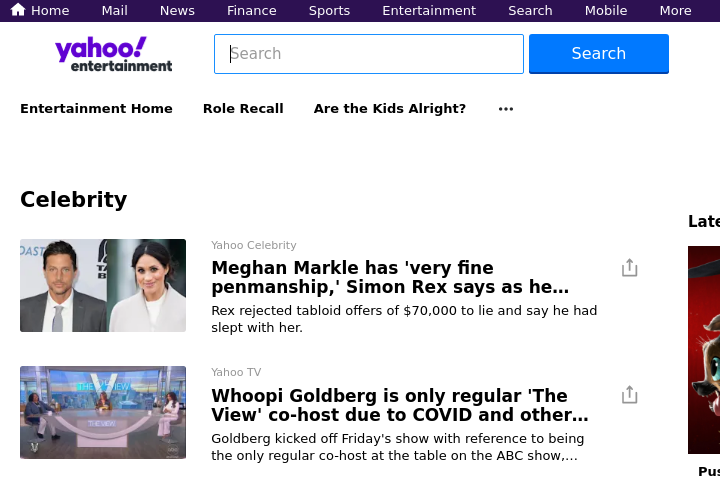 Home Mail News Finance Sports Entertainment Search Mobile More
yahoo!
entertainment
Search
Search
Entertainment Home Role Recall Are the Kids Alright? •••
Celebrity
Late
Yahoo Celebrity
Meghan Markle has 'very fine
penmanship,' Simon Rex says as he…
Rex rejected tabloid offers of $70,000 to lie and say he had
slept with her.
Yahoo TV
Whoopi Goldberg is only regular 'The
View' co-host due to COVID and other…
Goldberg kicked off Friday's show with reference to being
the only regular co-host at the table on the ABC show,…
THE VIEW
Pus